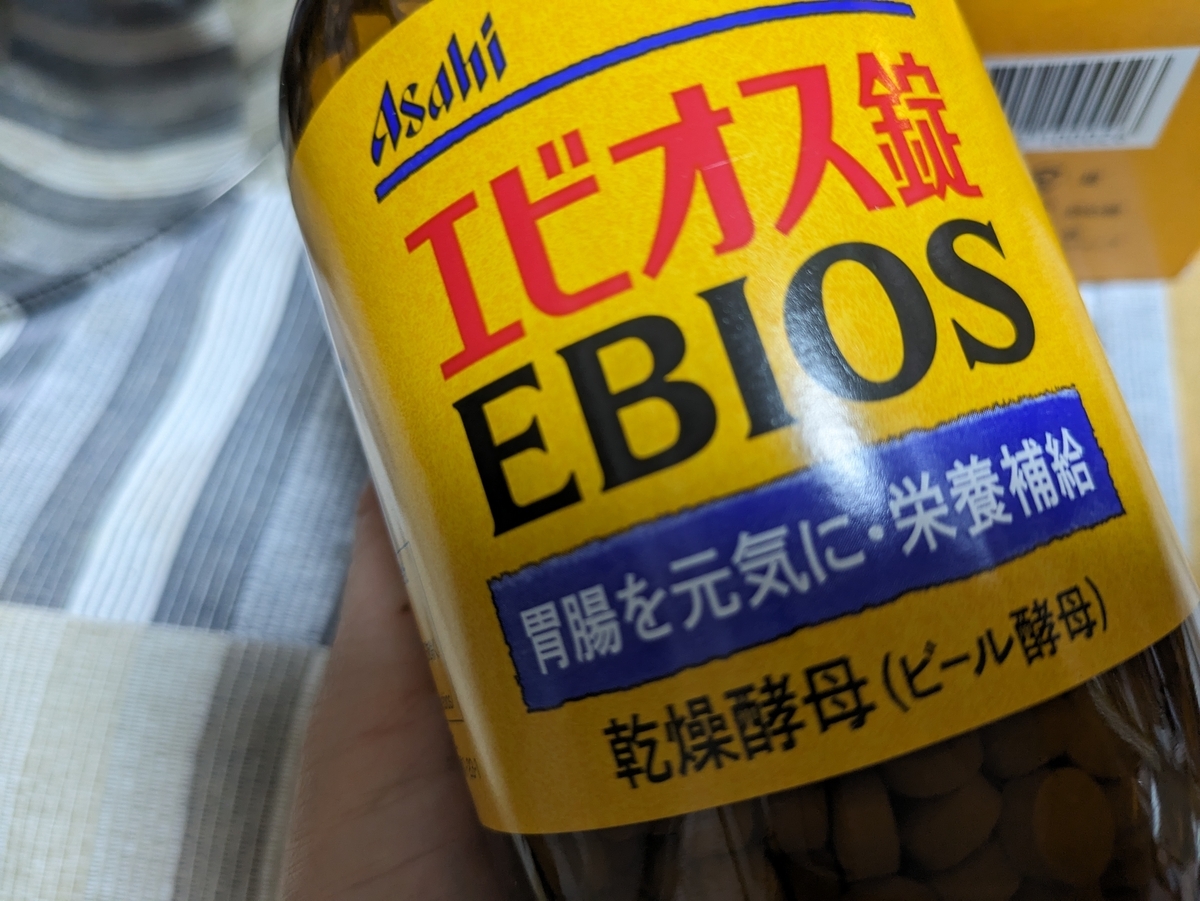 Asahi
エビオス錠
EBIOS
胃腸を元気に・栄養補給
乾燥酵母(ビール酵母)